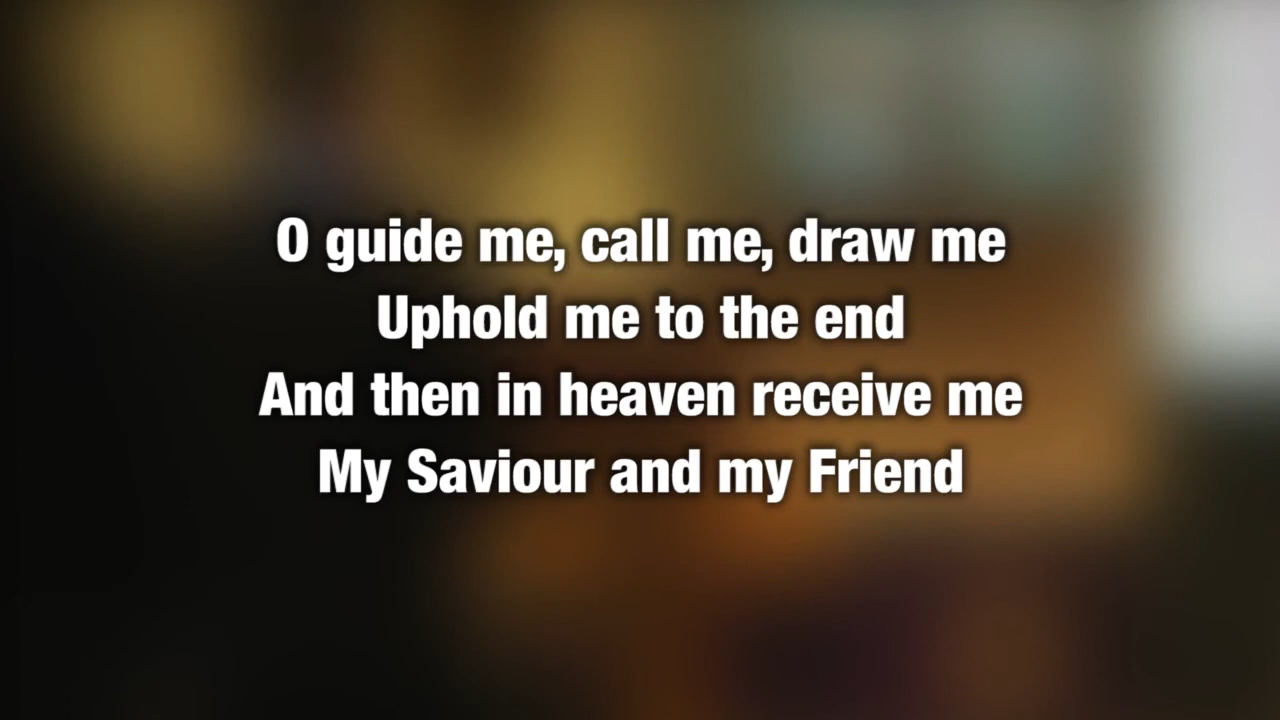 O guide me, call me, draw me
Uphold me to the end
And then in heaven receive me
My Saviour and my Friend